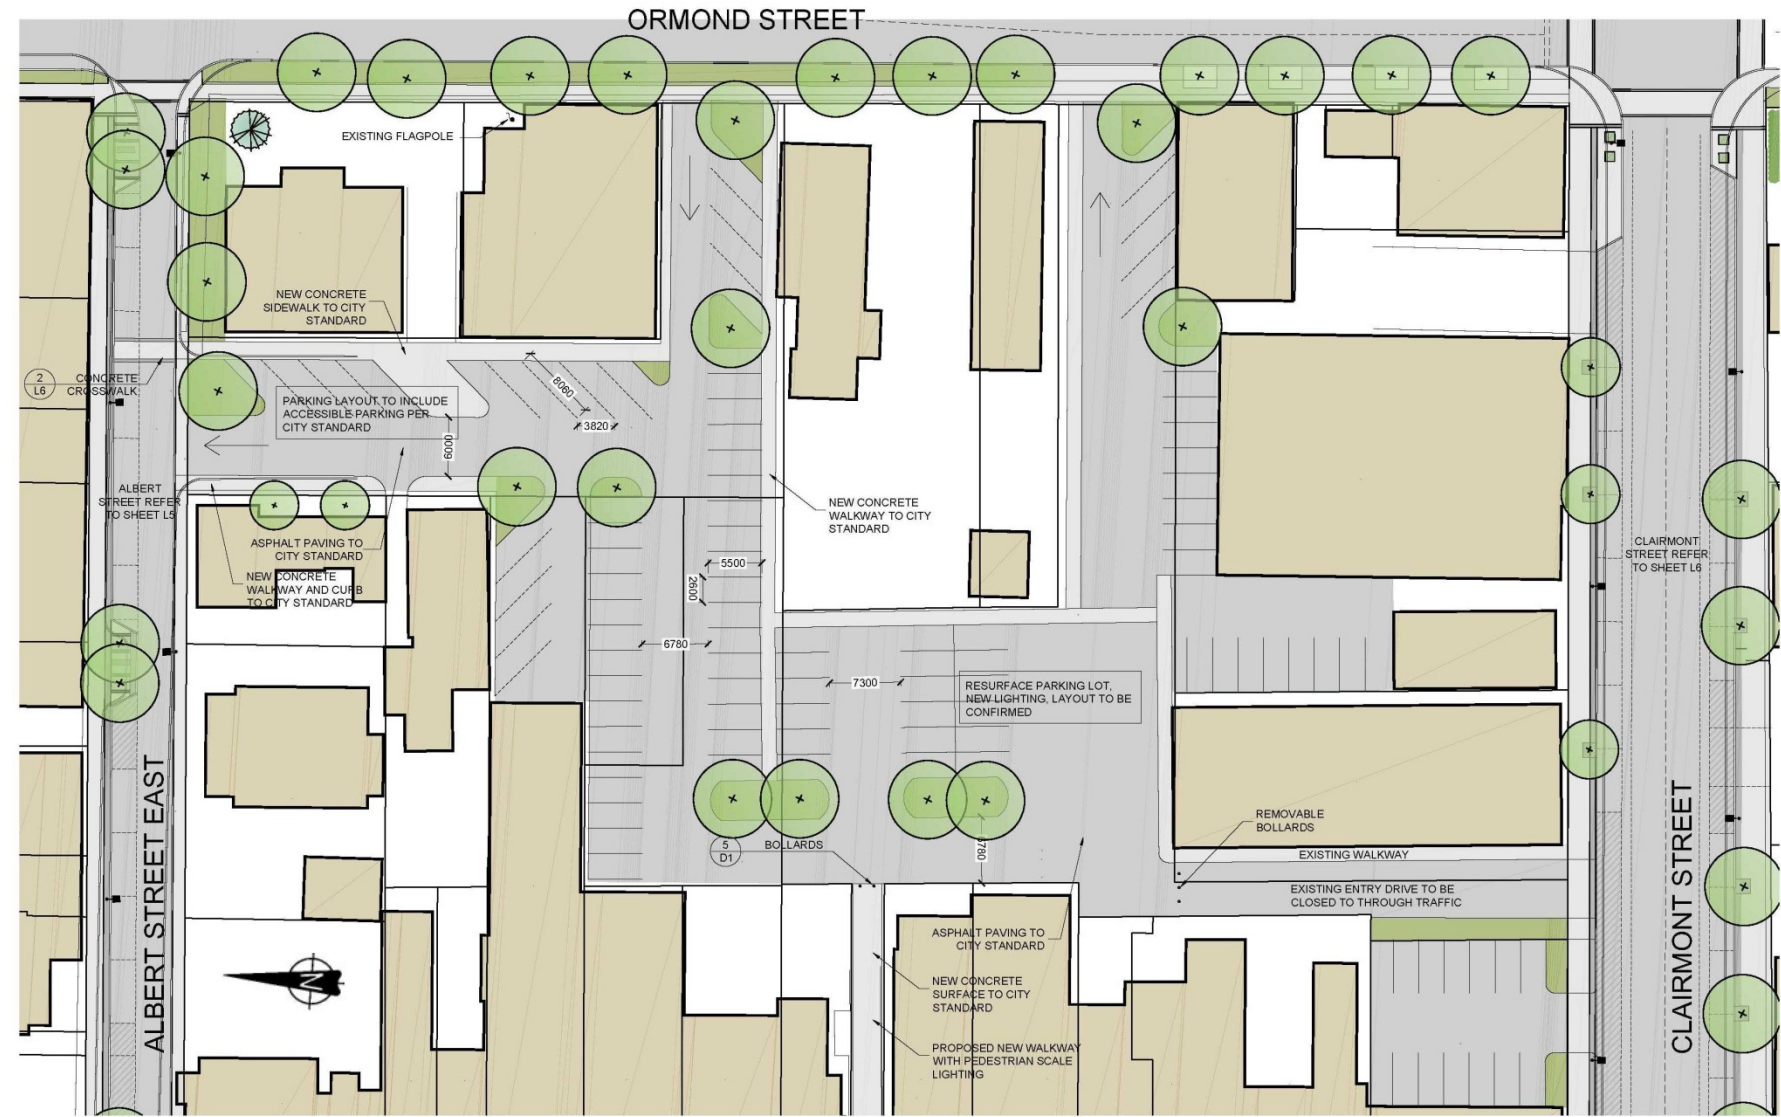 ORMOND STREET
EXISTING FLAGPOLE
NEW CONCRETE
SIDEWALK TO CITY
STANDARD
2
L6
CONCRETE
CROSSWALK
PARKING LAYOUT TO INCLUDE
ACCESSIBLE PARKING PER
CITY STANDARD
8060
3820
6000
ALBERT
STREET REFER
TO SHEET L5
ASPHALT PAVING TO
CITY STANDARD
NEW CONCRETE
WALKWAY AND CURB
TO CITY STANDARD
NEW CONCRETE
WALKWAY TO CITY
STANDARD
5500
2600
6780
7300
RESURFACE PARKING LOT,
NEW LIGHTING, LAYOUT TO BE
CONFIRMED
CLAIRMONT
STREET REFER
TO SHEET L6
5
D1
BOLLARDS
6780
REMOVABLE
BOLLARDS
EXISTING WALKWAY
EXISTING ENTRY DRIVE TO BE
CLOSED TO THROUGH TRAFFIC
ASPHALT PAVING TO
CITY STANDARD
NEW CONCRETE
SURFACE TO CITY
STANDARD
PROPOSED NEW WALKWAY
WITH PEDESTRIAN SCALE
LIGHTING
ALBERT STREET EAST
N
CLAIRMONT STREET